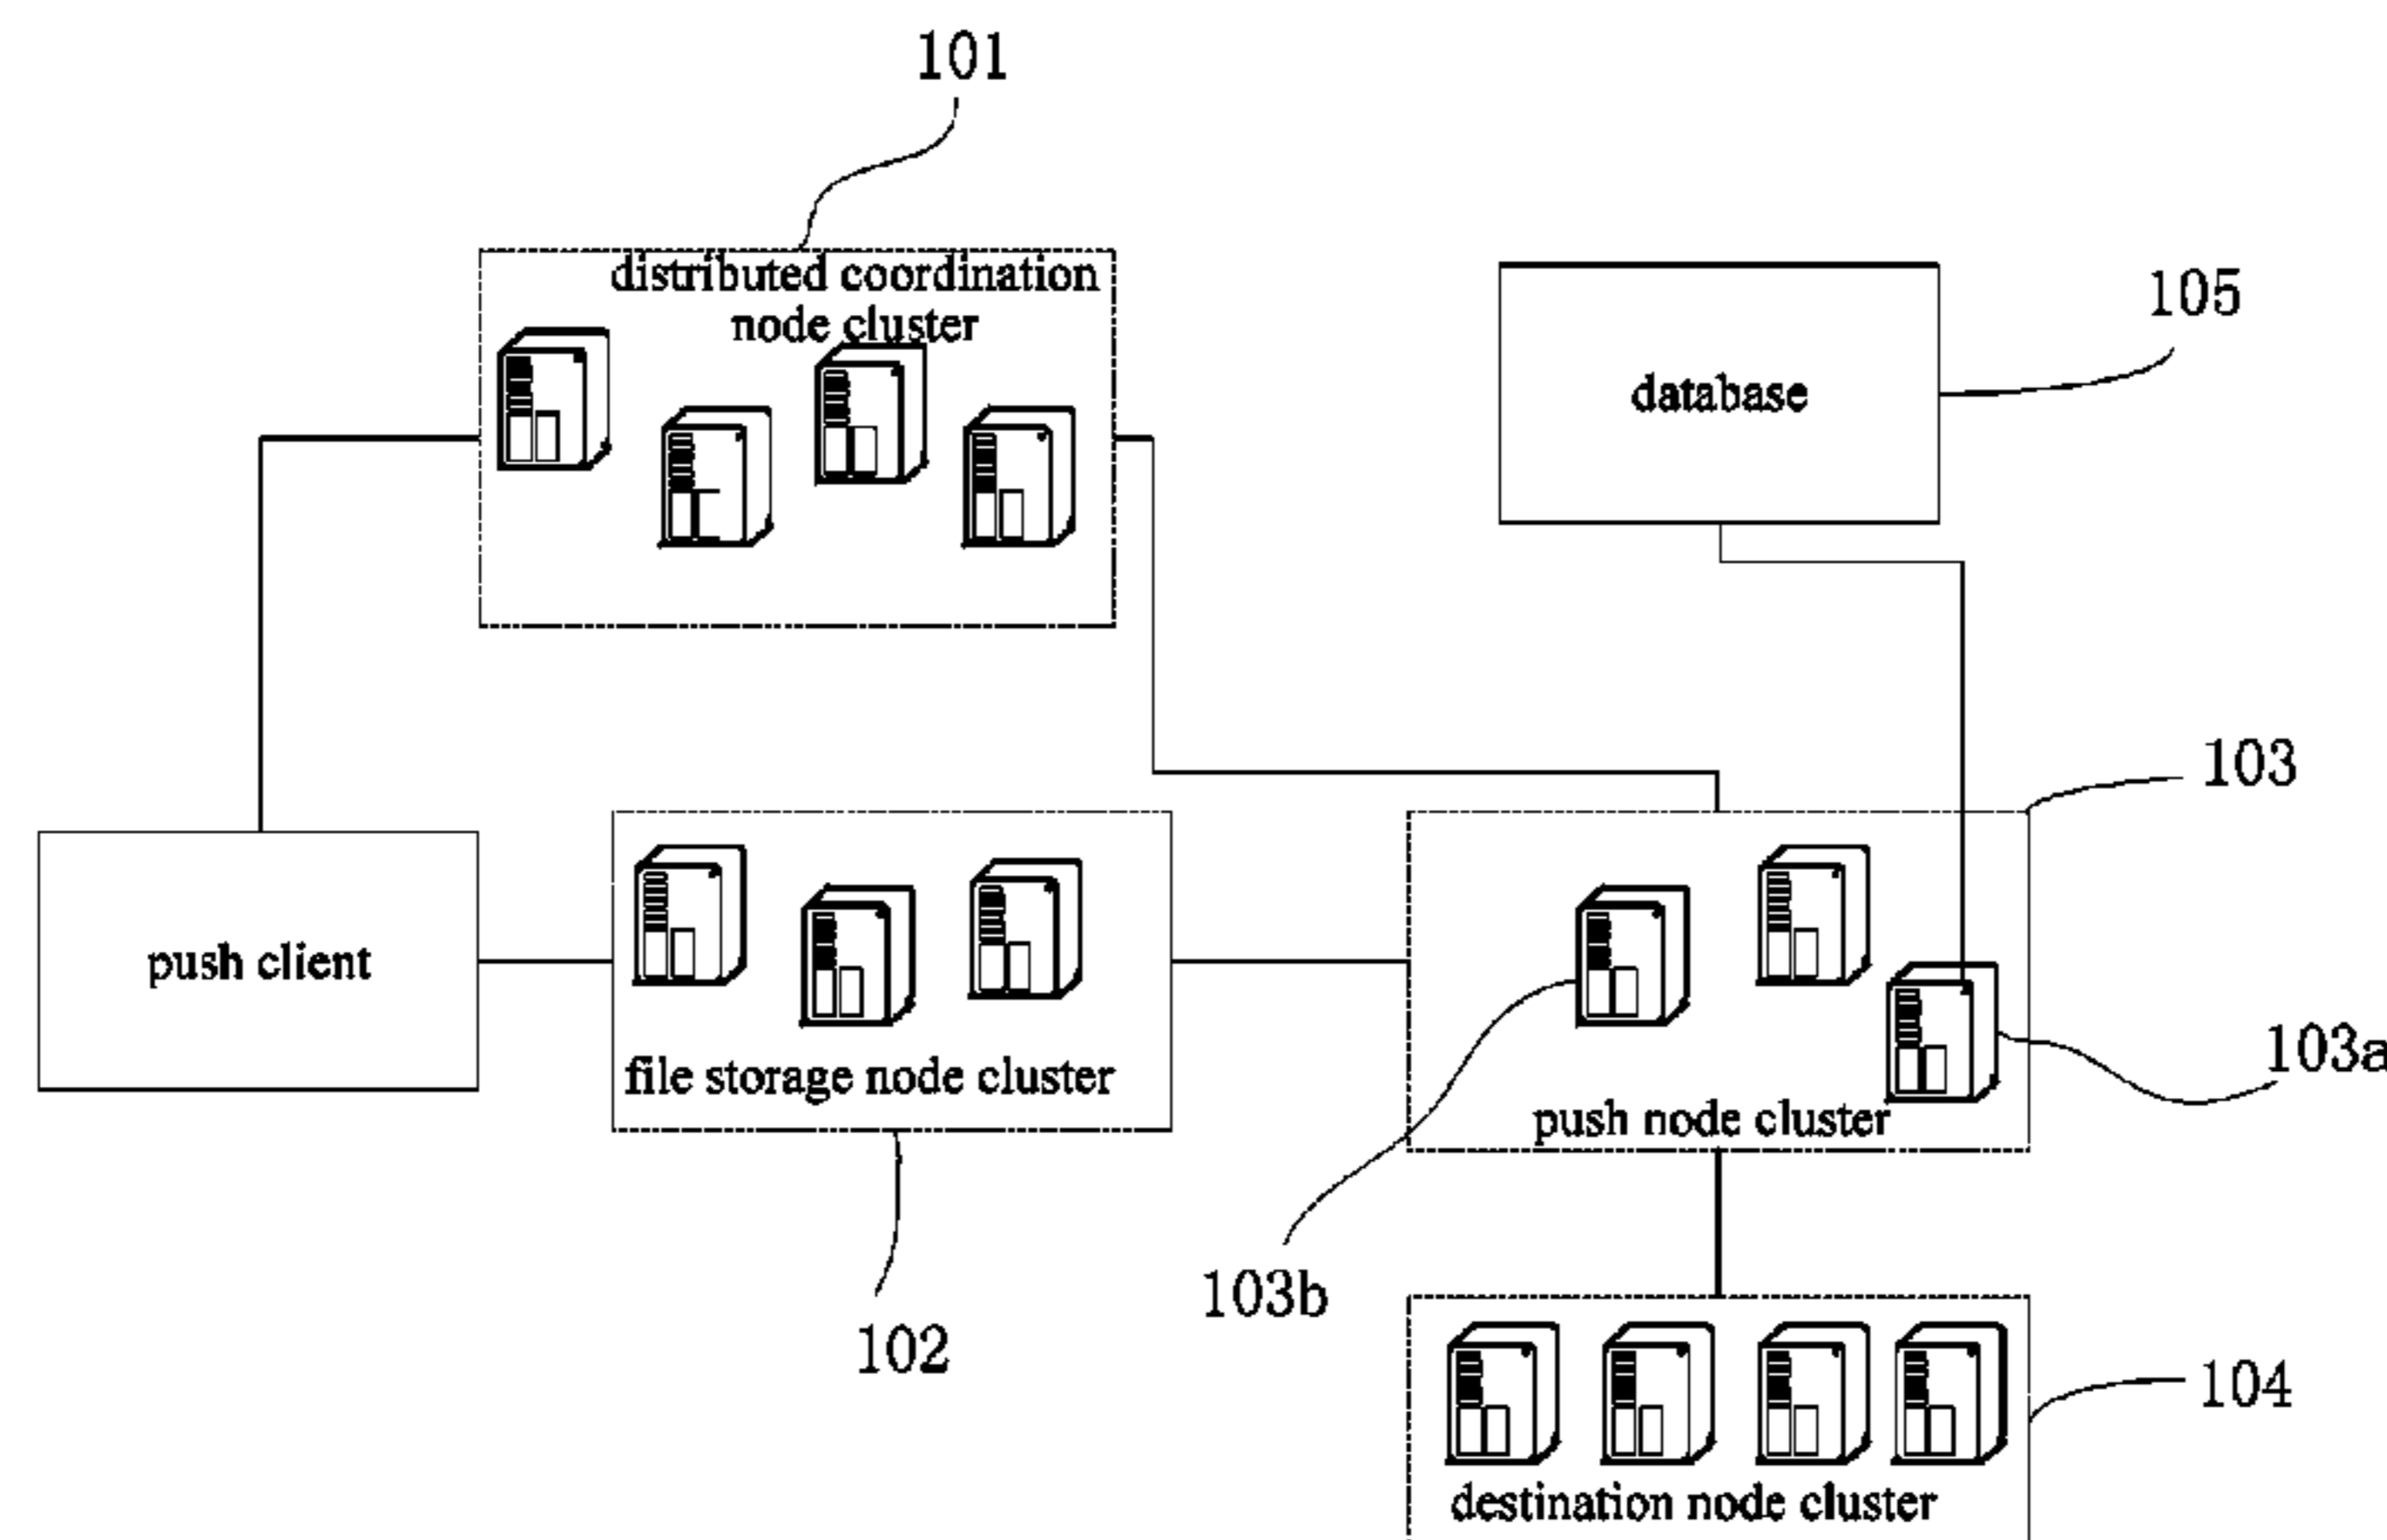 101
distributed coordination
node cluster
database
105
103
push client
file storage node cluster
103a
push node cluster
103b
102
104
destination node cluster